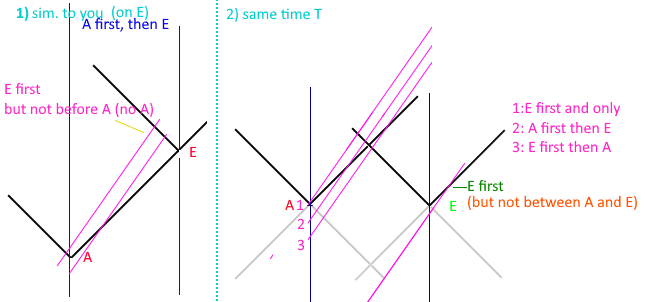 1) sim. to you (on E)
A first, then E
E first
but not before A (no A)
E
A
2) same time T
1:E first and only
2: A first then E
3: E first then A
E first
(but not between A and E)
A 1
2
3
E